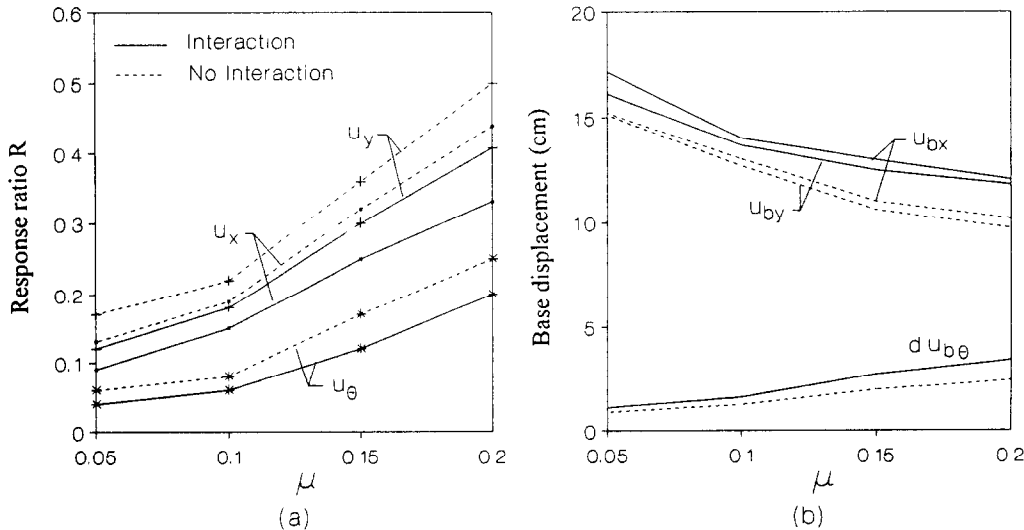 0.6
Interaction
No Interaction
0.5
0.4
0.3
0.2
0.1
0
0.05
0.1
0.15
0.2
Response ratio R
u_y
u_x
u_θ
μ
(a)
20
15
10
5
0
0.05
0.1
0.15
0.2
Base displacement (cm)
u_bx
u_by
d u_bθ
μ
(b)